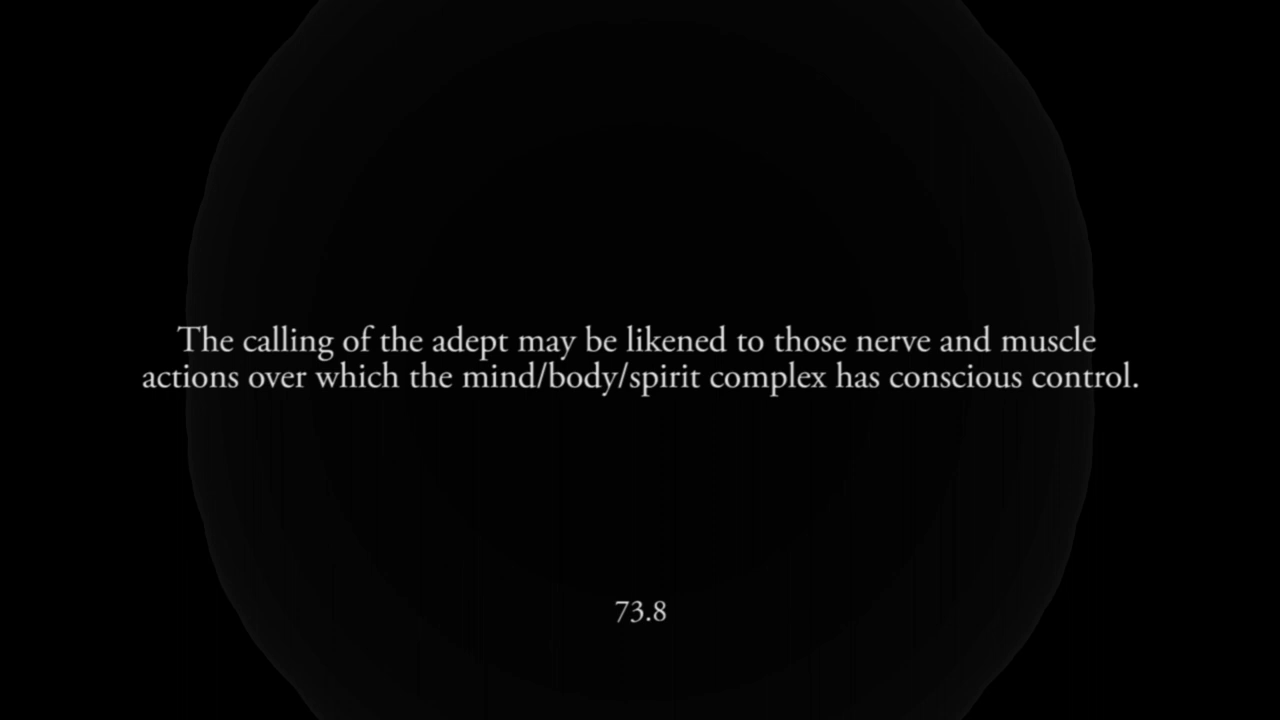 The calling of the adept may be likened to those nerve and muscle
actions over which the mind/body/spirit complex has conscious control.
73.8